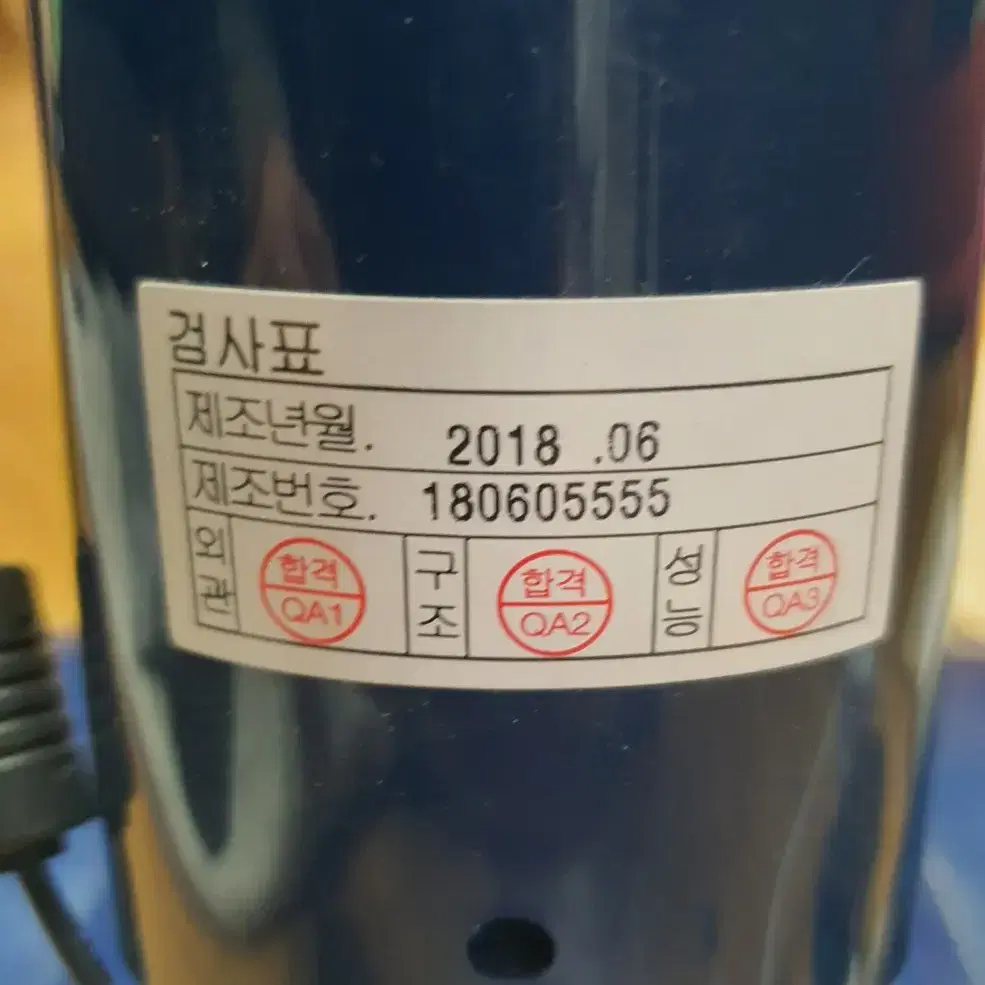 검사표
제조년월. 2018 .06
제조번호. 180605555
외관 합격 QA1 구조 합격 QA2 성능 합격 QA3